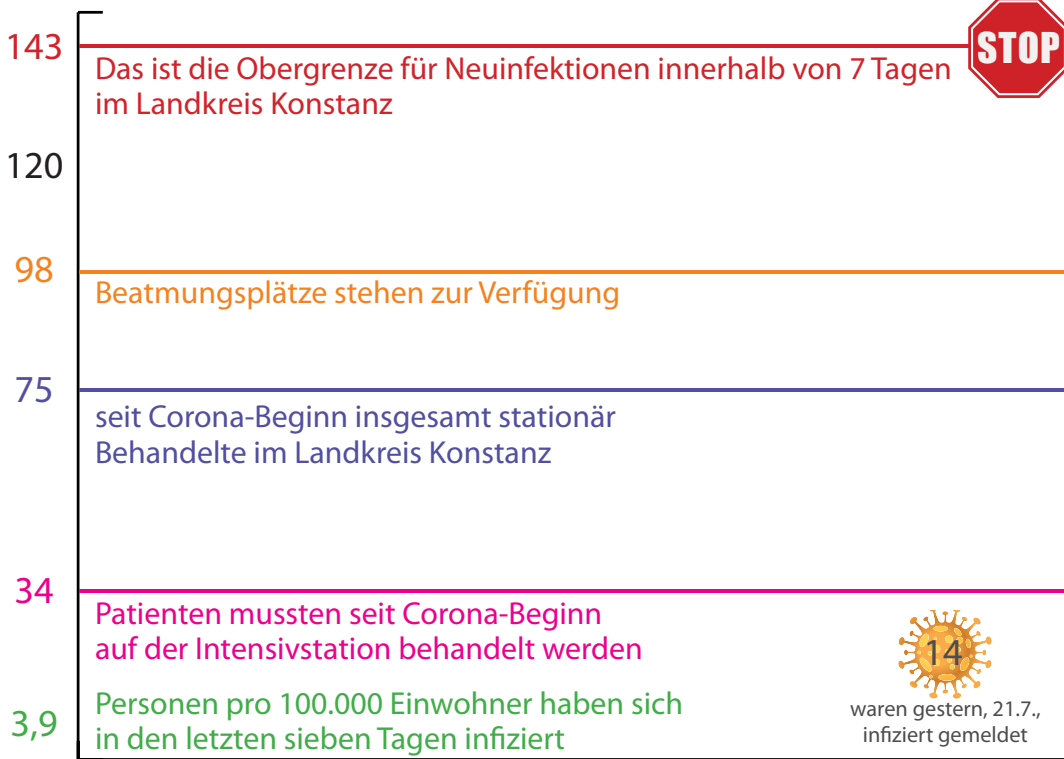 143
STOP
Das ist die Obergrenze für Neuinfektionen innerhalb von 7 Tagen
im Landkreis Konstanz
120
98
Beatmungsplätze stehen zur Verfügung
75
seit Corona-Beginn insgesamt stationär
Behandelte im Landkreis Konstanz
34
Patienten mussten seit Corona-Beginn
auf der Intensivstation behandelt werden
3,9
Personen pro 100.000 Einwohner haben sich
in den letzten sieben Tagen infiziert
14
waren gestern, 21.7.,
infiziert gemeldet